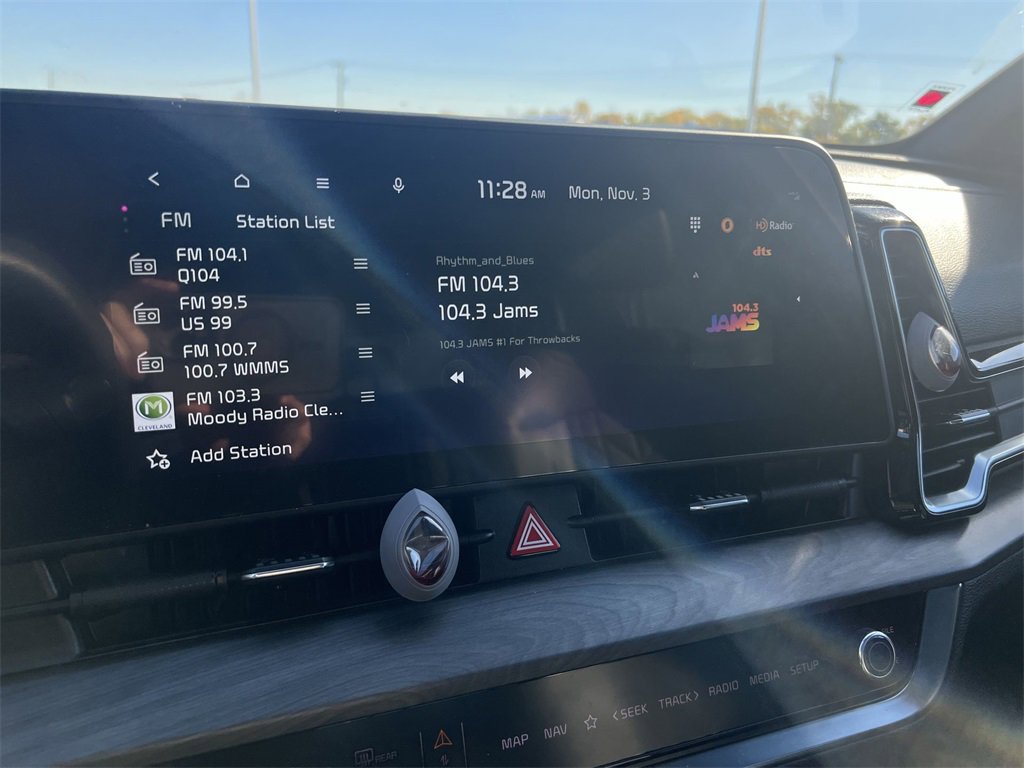 11:28 AM Mon, Nov. 3
FM Station List
HD Radio
dts
FM 104.1
Q104
FM 99.5
US 99
FM 100.7
100.7 WMMS
M
CLEVELAND
FM 103.3
Moody Radio Cle...
Add Station
Rhythm_and_Blues
FM 104.3
104.3 Jams
104.3 JAMS #1 For Throwbacks
104.3
JAMS
REAR
MAP NAV <SEEK TRACK> RADIO MEDIA SETUP